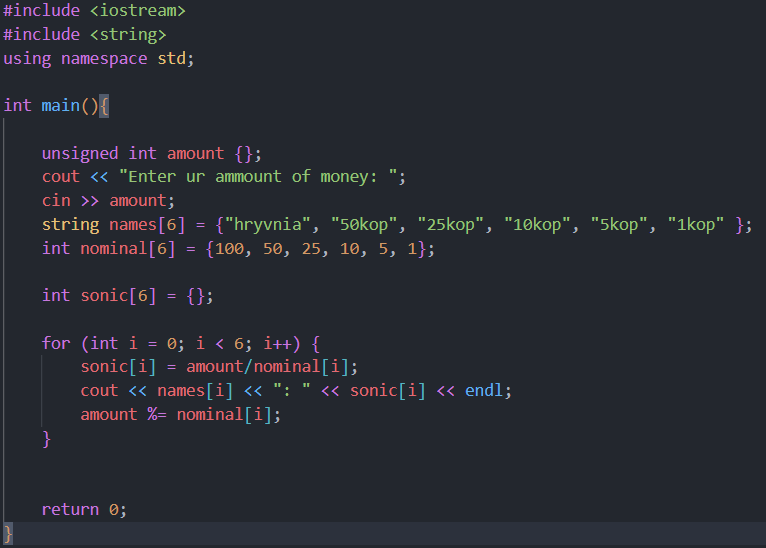 #include <iostream>
#include <string>
using namespace std;
int main(){
unsigned int amount {};
cout << "Enter ur ammount of money: ";
cin >> amount;
string names[6] = {"hryvnia", "50kop", "25kop", "10kop", "5kop", "1kop" };
int nominal[6] = {100, 50, 25, 10, 5, 1};
int sonic[6] = {};
for (int i = 0; i < 6; i++) {
sonic[i] = amount/nominal[i];
cout << names[i] << ": " << sonic[i] << endl;
amount %= nominal[i];
}
return 0;
}